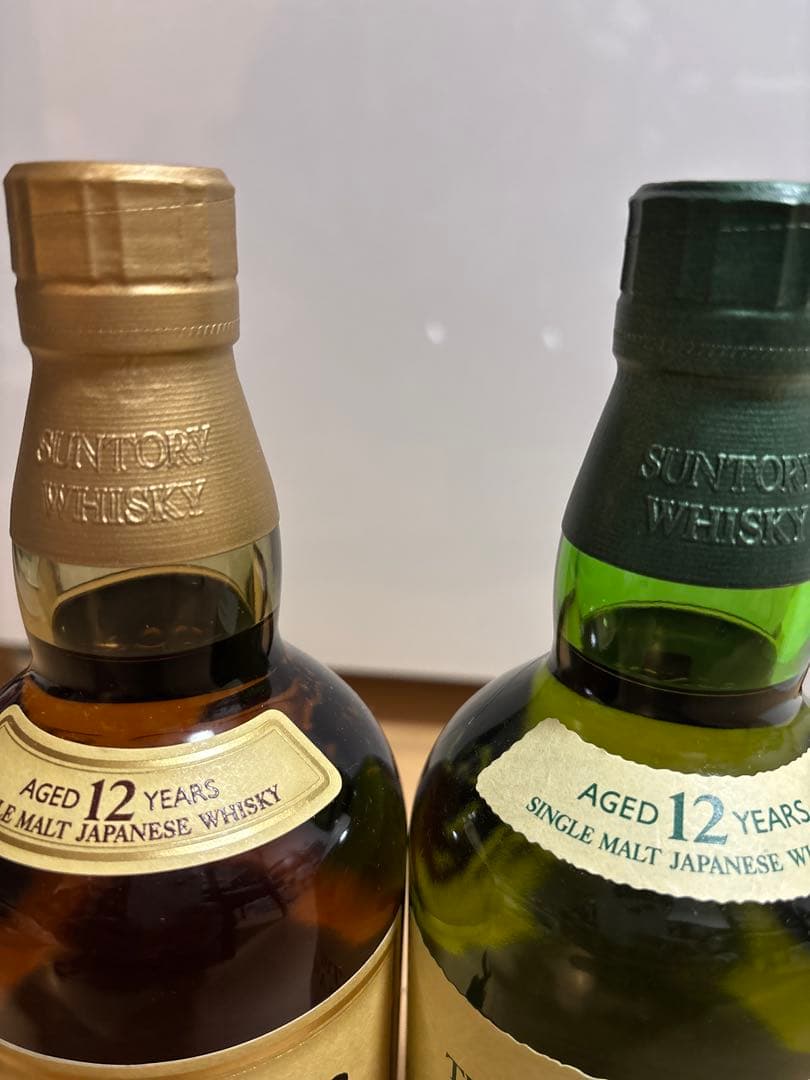 SUNTORY
WHISKY
AGED 12 YEARS
LE MALT JAPANESE WHISKY
SUNTORY
WHISKY
AGED 12 YEARS
SINGLE MALT JAPANESE WH